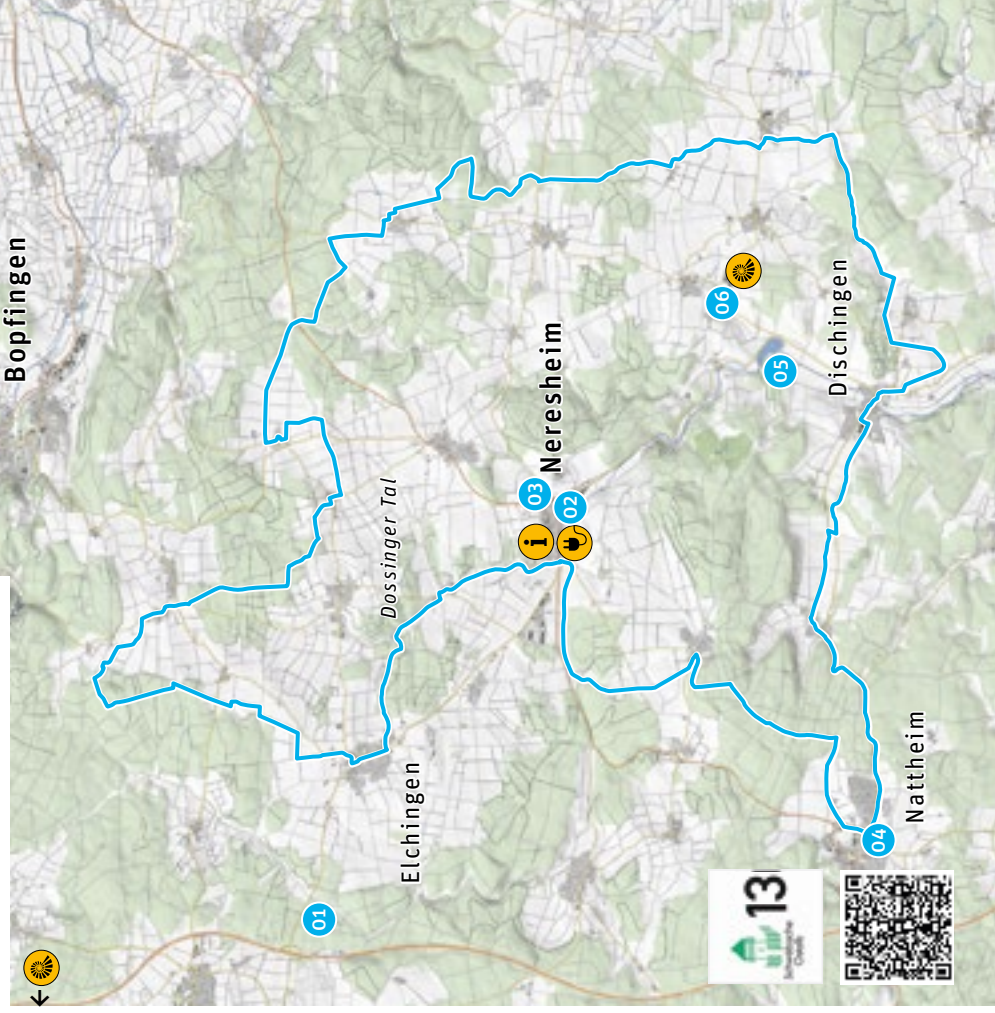 Bopfingen
Dossinger Tal
Neresheim
03
02
i
Elchingen
01
06
05
Dischingen
Nattheim
04
13